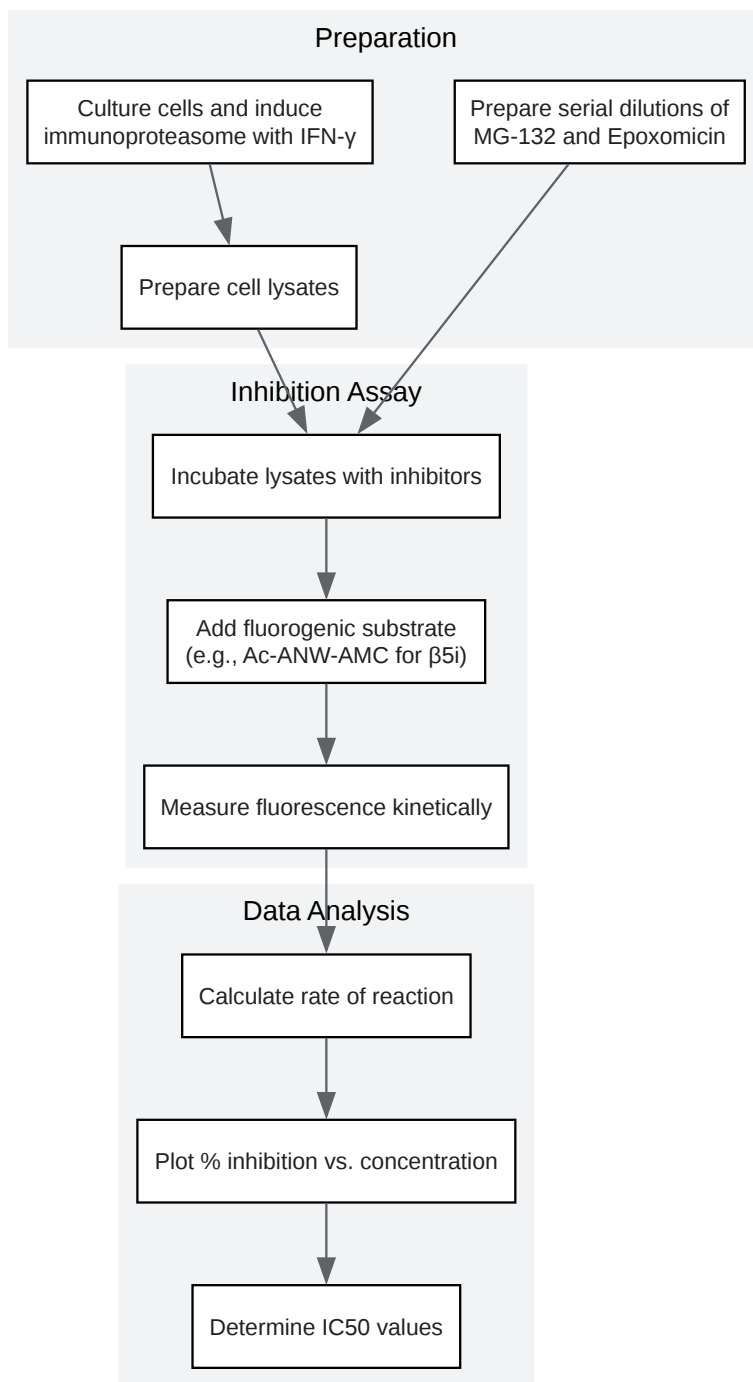 Preparation
Culture cells and induce
immunoproteasome with IFN-γ
Prepare serial dilutions of
MG-132 and Epoxomicin
Prepare cell lysates
Inhibition Assay
Incubate lysates with inhibitors
Add fluorogenic substrate
(e.g., Ac-ANW-AMC for β5i)
Measure fluorescence kinetically
Data Analysis
Calculate rate of reaction
Plot % inhibition vs. concentration
Determine IC50 values